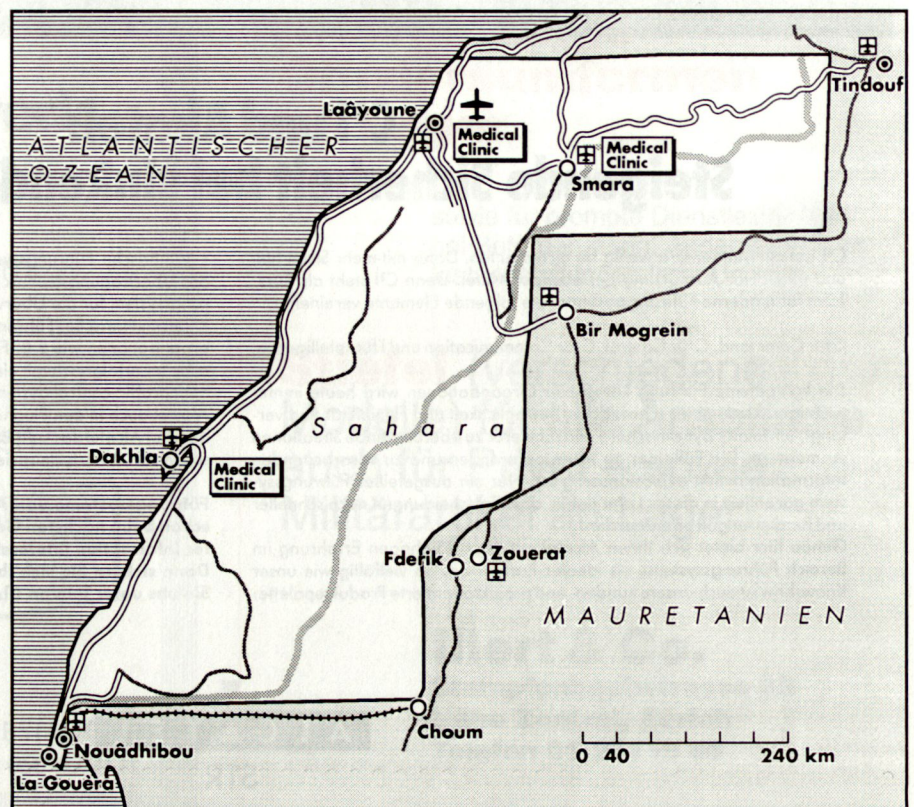 Tindouf
Laâyoune
Medical
Clinic
ATLANTISCHER
OZEAN
Medical
Clinic
Smara
Bir Mogrein
Sahara
Dakhla
Medical
Clinic
Zouerat
Fderik
MAURETANIEN
Choum
Nouâdhibou
0 40 240 km
La Gouèra